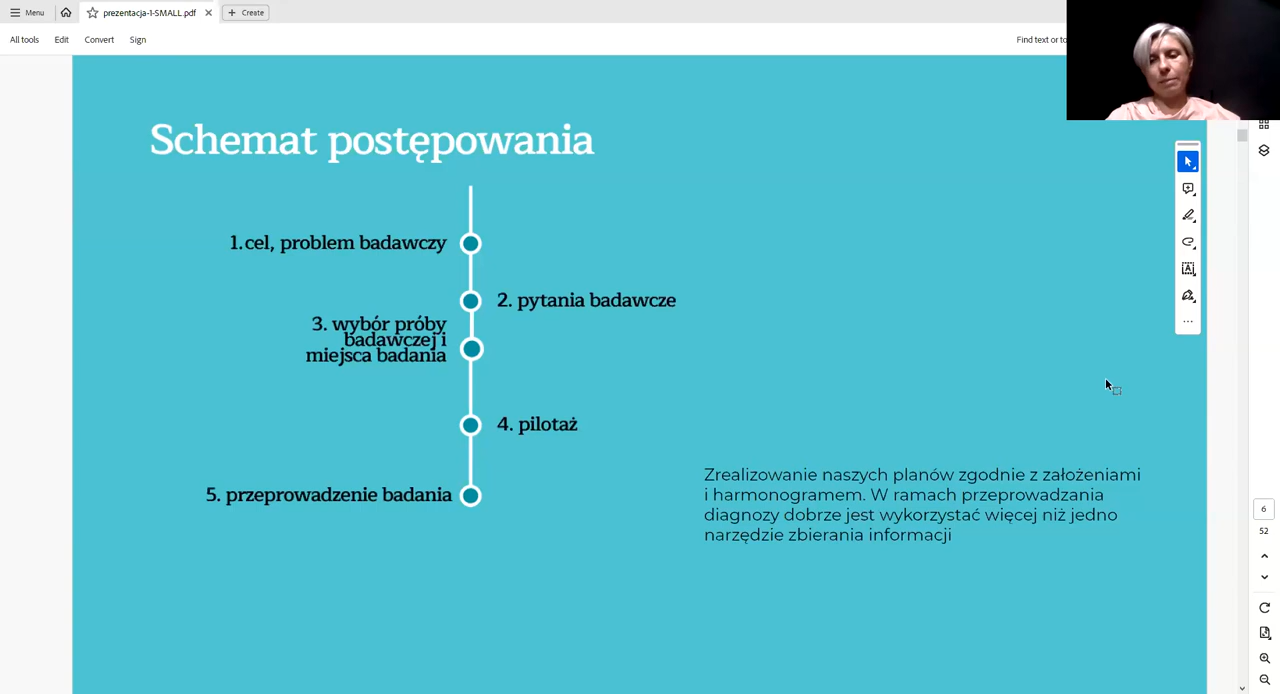 Menu
prezentacja-1-SMALL.pdf
Create
All tools
Edit
Convert
Sign
Find text or to
Schemat postępowania
1.cel, problem badawczy
2. pytania badawcze
3. wybór próby
badawczej i
miejsca badania
4. pilotaż
5. przeprowadzenie badania
Zrealizowanie naszych planów zgodnie z założeniami
i harmonogramem. W ramach przeprowadzania
diagnozy dobrze jest wykorzystać więcej niż jedno
narzędzie zbierania informacji
6
52